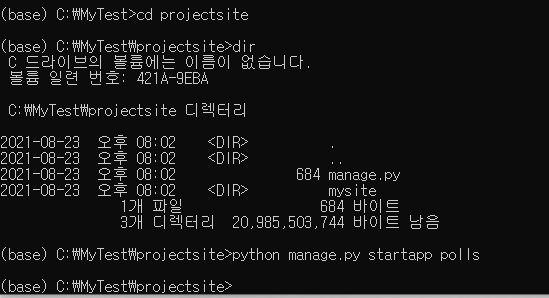 (base) C:₩MyTest>cd projectsite
(base) C:₩MyTest₩projectsite>dir
C 드라이브의 볼륨에는 이름이 없습니다.
볼륨 일련 번호: 421A-9EBA
C:₩MyTest₩projectsite 디렉터리
2021-08-23 오후 08:02 <DIR> .
2021-08-23 오후 08:02 <DIR> ..
2021-08-23 오후 08:02 684 manage.py
2021-08-23 오후 08:02 <DIR> mysite
1개 파일 684 바이트
3개 디렉터리 20,985,503,744 바이트 남음
(base) C:₩MyTest₩projectsite>python manage.py startapp polls
(base) C:₩MyTest₩projectsite>